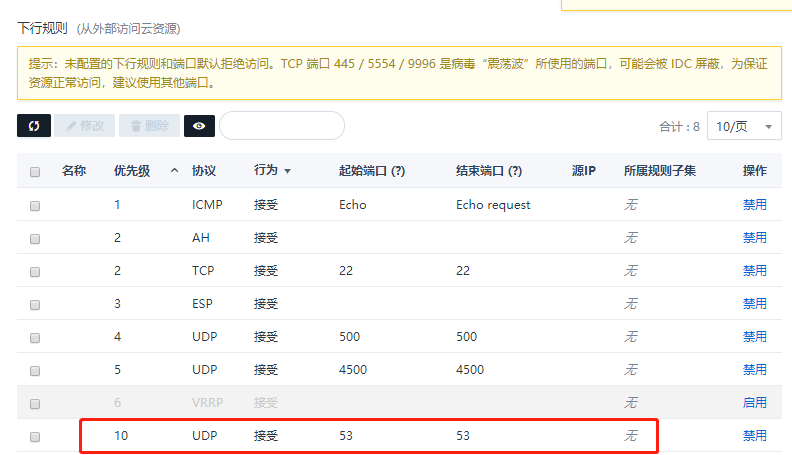 下行规则 (从外部访问云资源)
提示：未配置的下行规则和端口默认拒绝访问。TCP 端口 445 / 5554 / 9996 是病毒“震荡波”所使用的端口，可能会被 IDC 屏蔽，为保证
资源正常访问，建议使用其他端口。
修改 删除 合计 : 8 10/页
名称 优先级 协议 行为 起始端口 (?) 结束端口 (?) 源IP 所属规则子集 操作
1 ICMP 接受 Echo Echo request 无 禁用
2 AH 接受 无 禁用
2 TCP 接受 22 22 无 禁用
3 ESP 接受 无 禁用
4 UDP 接受 500 500 无 禁用
5 UDP 接受 4500 4500 无 禁用
6 VRRP 接受 无 启用
10 UDP 接受 53 53 无 禁用